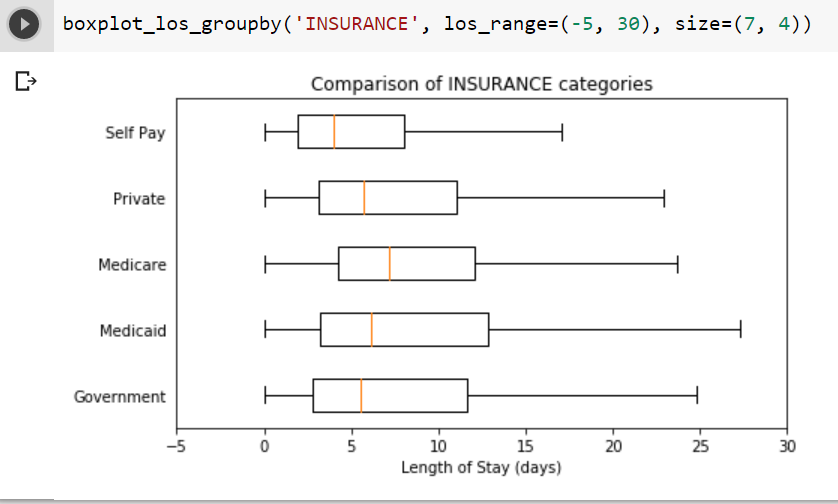 boxplot_los_groupby('INSURANCE', los_range=(-5, 30), size=(7, 4))
Comparison of INSURANCE categories
Self Pay
Private
Medicare
Medicaid
Government
−5 0 5 10 15 20 25 30
Length of Stay (days)